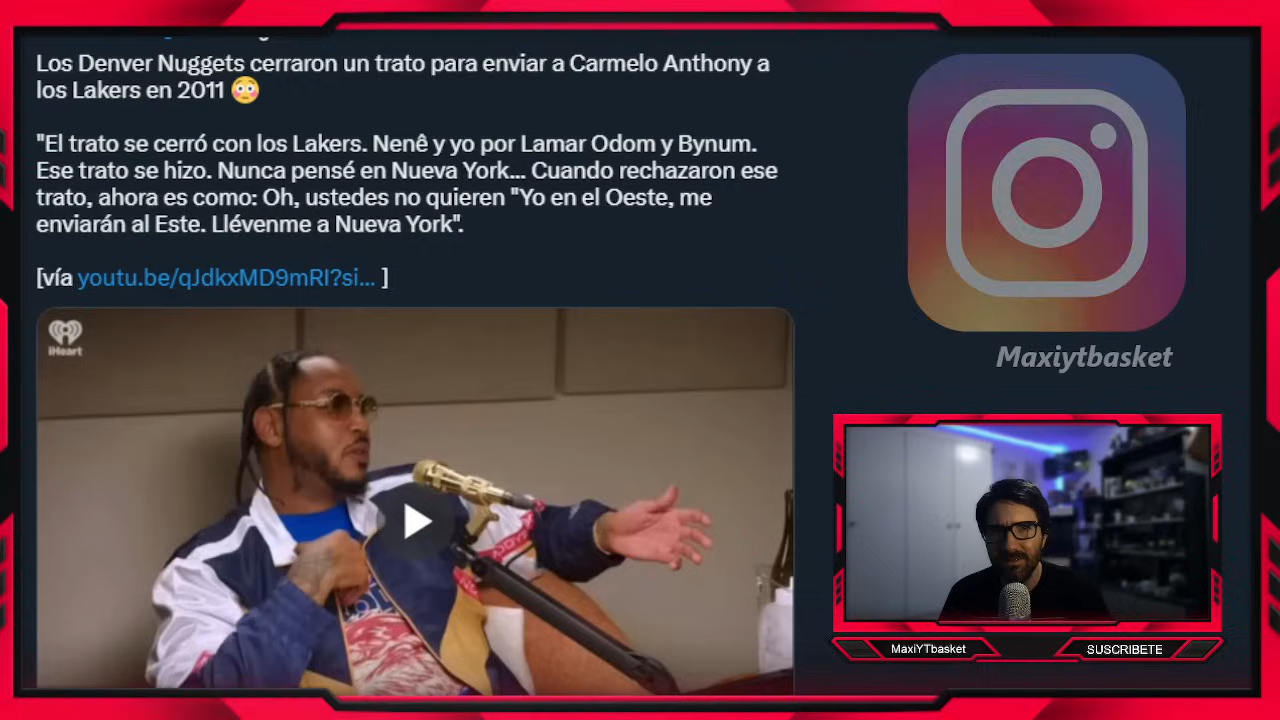 Los Denver Nuggets cerraron un trato para enviar a Carmelo Anthony a
los Lakers en 2011 😳
"El trato se cerró con los Lakers. Nenê y yo por Lamar Odom y Bynum.
Ese trato se hizo. Nunca pensé en Nueva York... Cuando rechazaron ese
trato, ahora es como: Oh, ustedes no quieren "Yo en el Oeste, me
enviarán al Este. Llévenme a Nueva York".
[vía youtu.be/qJdkxMD9mRI?si... ]
iHeart
Maxiytbasket
MaxiYTbasket
SUSCRIBETE